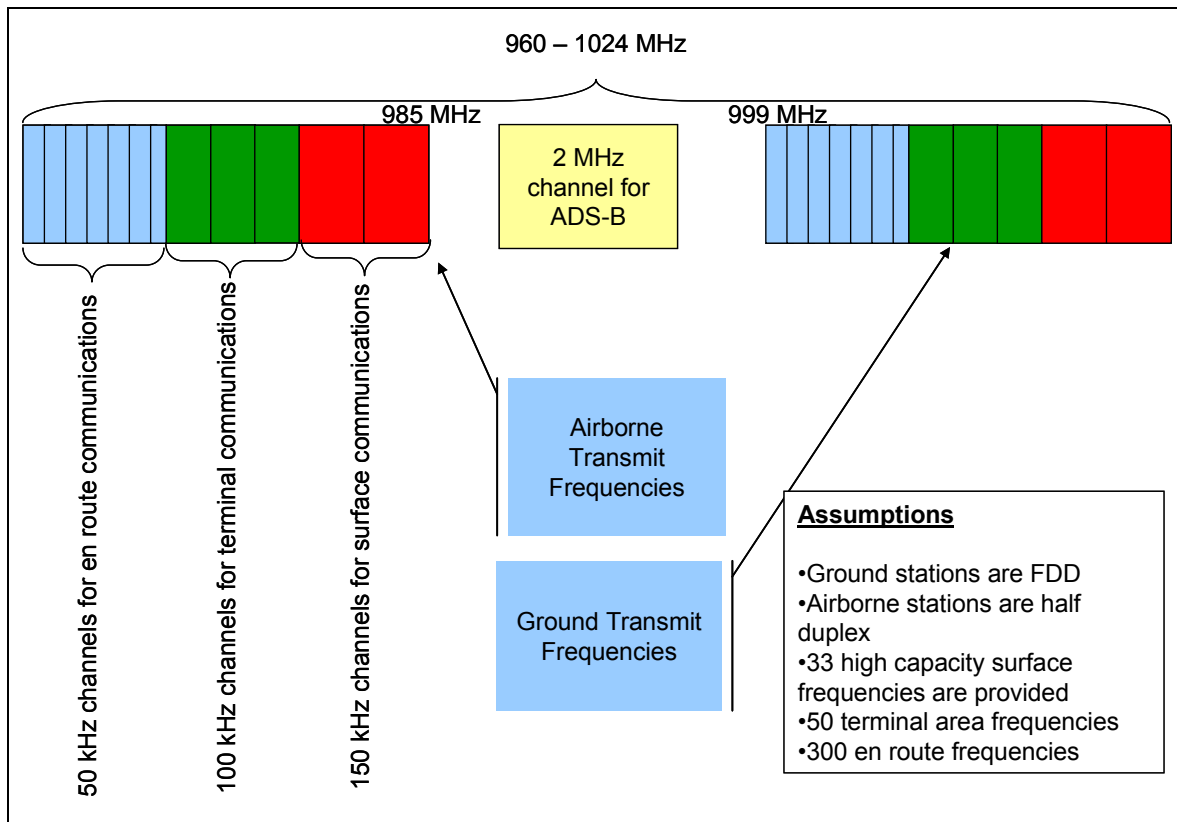 960 – 1024 MHz
985 MHz
999 MHz
2 MHz
channel for
ADS-B
50 kHz channels for en route communications
100 kHz channels for terminal communications
150 kHz channels for surface communications
Airborne
Transmit
Frequencies
Ground Transmit
Frequencies
Assumptions
•Ground stations are FDD
•Airborne stations are half
duplex
•33 high capacity surface
frequencies are provided
•50 terminal area frequencies
•300 en route frequencies